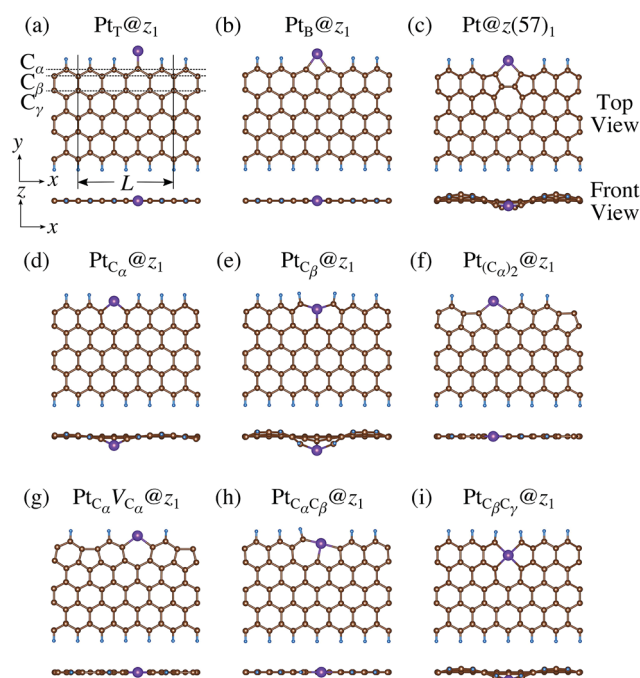 (a) Pt_T@z_1 (b) Pt_B@z_1 (c) Pt@z(57)_1
C_α
C_β
C_γ
Top
View
y
x
L
z
x
Front
View
(d) Pt_{C_α}@z_1 (e) Pt_{C_β}@z_1 (f) Pt_{(C_α)_2}@z_1
(g) Pt_{C_α}V_{C_α}@z_1 (h) Pt_{C_αC_β}@z_1 (i) Pt_{C_βC_γ}@z_1